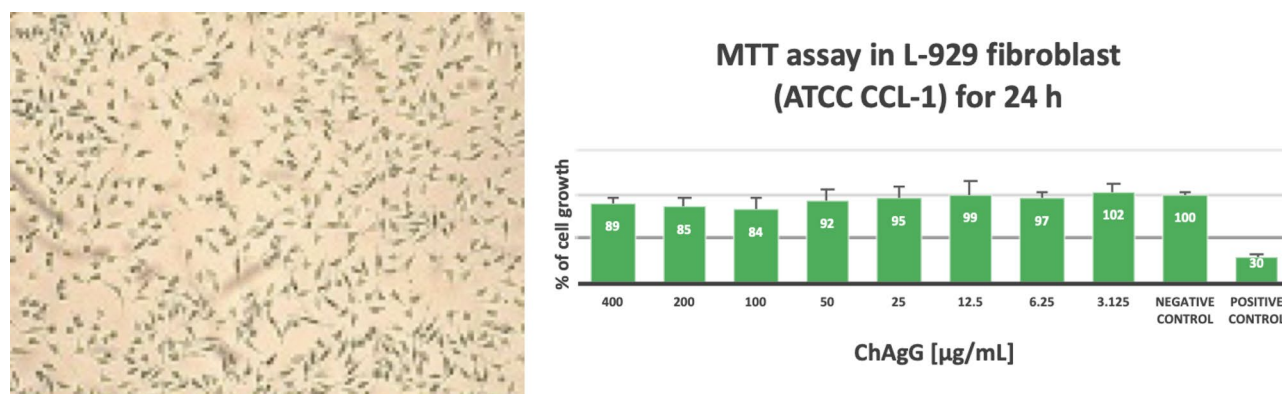 MTT assay in L-929 fibroblast
(ATCC CCL-1) for 24 h
% of cell growth
89
85
84
92
95
99
97
102
100
30
400
200
100
50
25
12.5
6.25
3.125
NEGATIVE
CONTROL
POSITIVE
CONTROL
ChAgG [µg/mL]